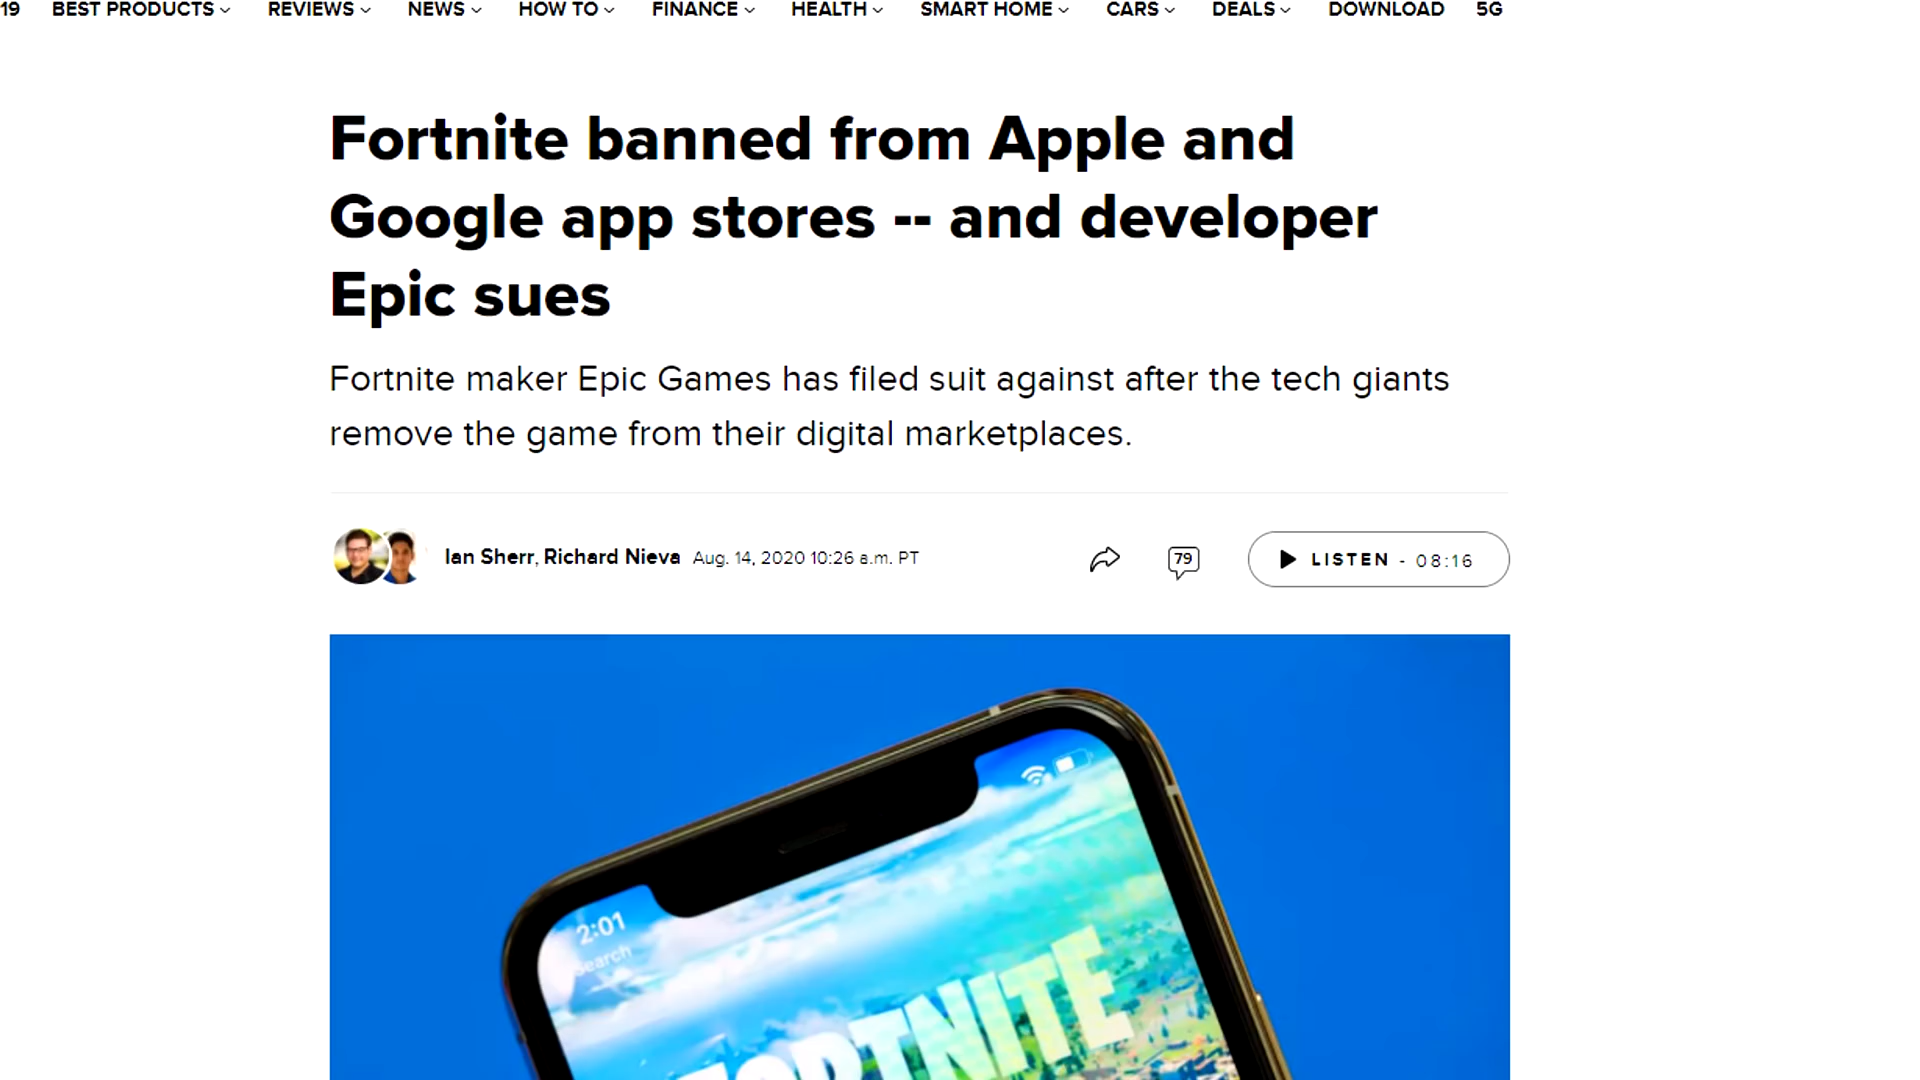 19 BEST PRODUCTS REVIEWS NEWS HOW TO FINANCE HEALTH SMART HOME CARS DEALS DOWNLOAD 5G
Fortnite banned from Apple and
Google app stores -- and developer
Epic sues
Fortnite maker Epic Games has filed suit against after the tech giants
remove the game from their digital marketplaces.
Ian Sherr, Richard Nieva Aug. 14, 2020 10:26 a.m. PT 79 LISTEN - 08:16
2:01
Search
FORTNITE